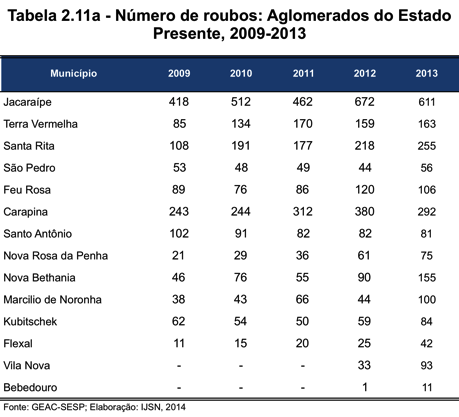 Tabela 2.11a - Número de roubos: Aglomerados do Estado
Presente, 2009-2013
Município 2009 2010 2011 2012 2013
Jacaraípe 418 512 462 672 611
Terra Vermelha 85 134 170 159 163
Santa Rita 108 191 177 218 255
São Pedro 53 48 49 44 56
Feu Rosa 89 76 86 120 106
Carapina 243 244 312 380 292
Santo Antônio 102 91 82 82 81
Nova Rosa da Penha 21 29 36 61 75
Nova Bethania 46 76 55 90 155
Marcilio de Noronha 38 43 66 44 100
Kubitschek 62 54 50 59 84
Flexal 11 15 20 25 42
Vila Nova - - - 33 93
Bebedouro - - - 1 11
Fonte: GEAC-SESP; Elaboração: IJSN, 2014